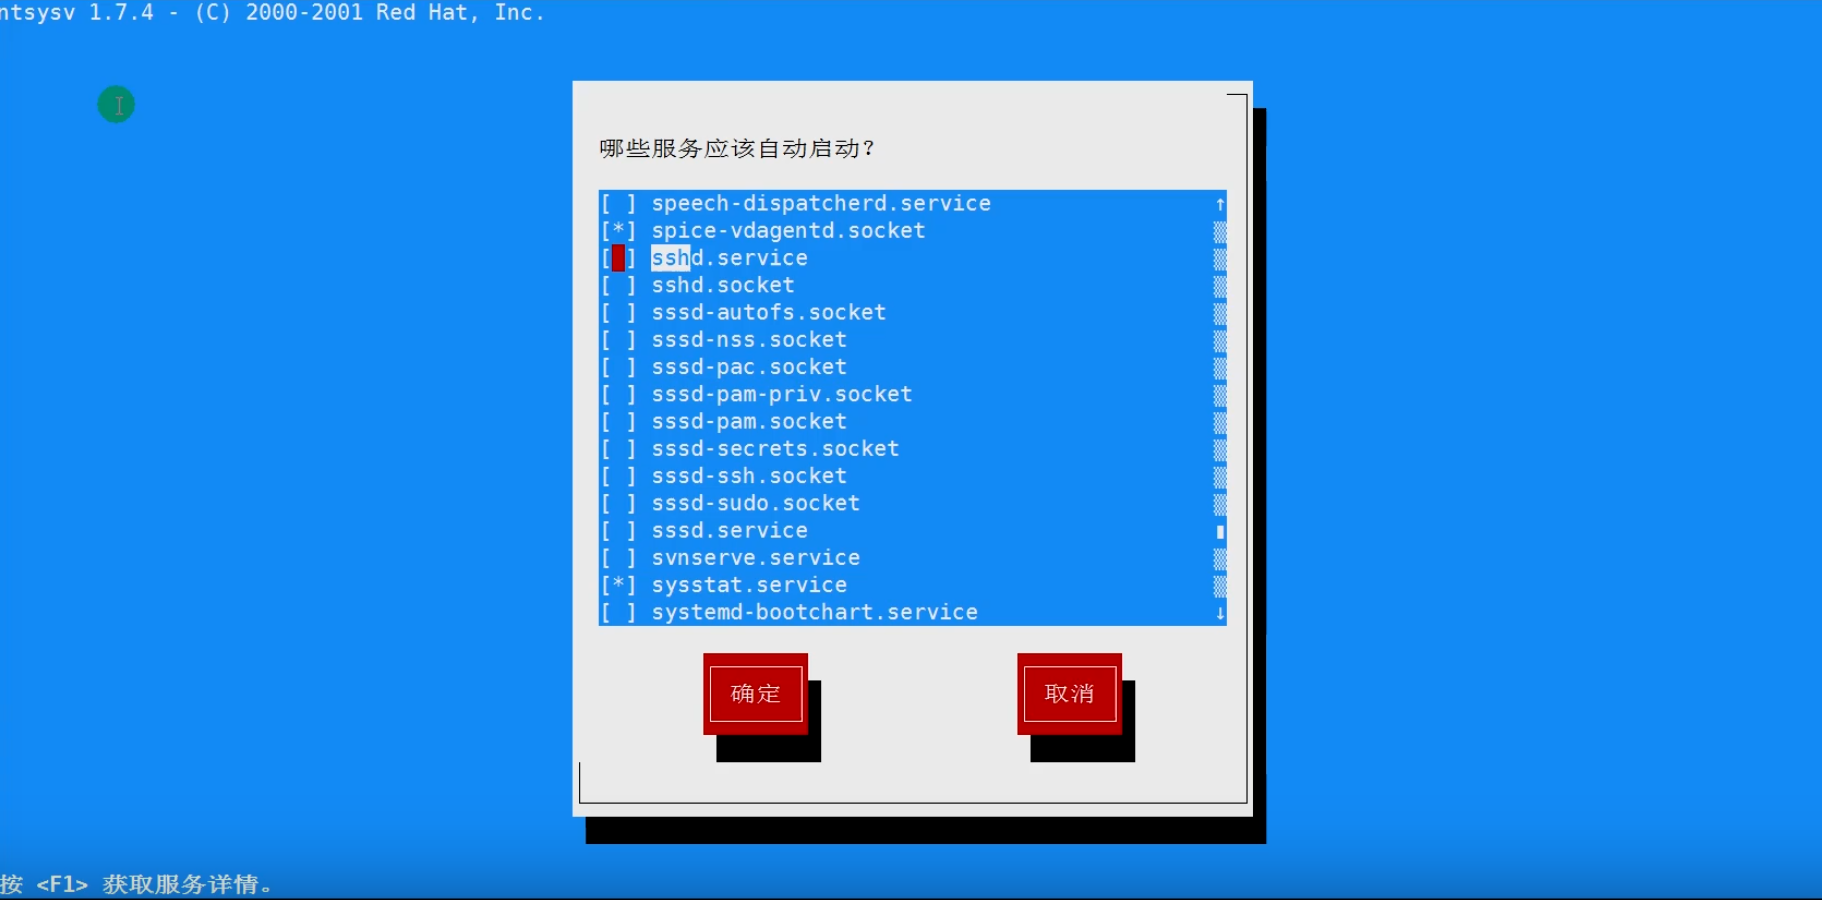 ntsysv 1.7.4 - (C) 2000-2001 Red Hat, Inc.
哪些服务应该自动启动?
[ ] speech-dispatcherd.service
[*] spice-vdagentd.socket
[ ] sshd.service
[ ] sshd.socket
[ ] sssd-autofs.socket
[ ] sssd-nss.socket
[ ] sssd-pac.socket
[ ] sssd-pam-priv.socket
[ ] sssd-pam.socket
[ ] sssd-secrets.socket
[ ] sssd-ssh.socket
[ ] sssd-sudo.socket
[ ] sssd.service
[ ] svnserve.service
[*] sysstat.service
[ ] systemd-bootchart.service
确定 取消
按 <F1> 获取服务详情。